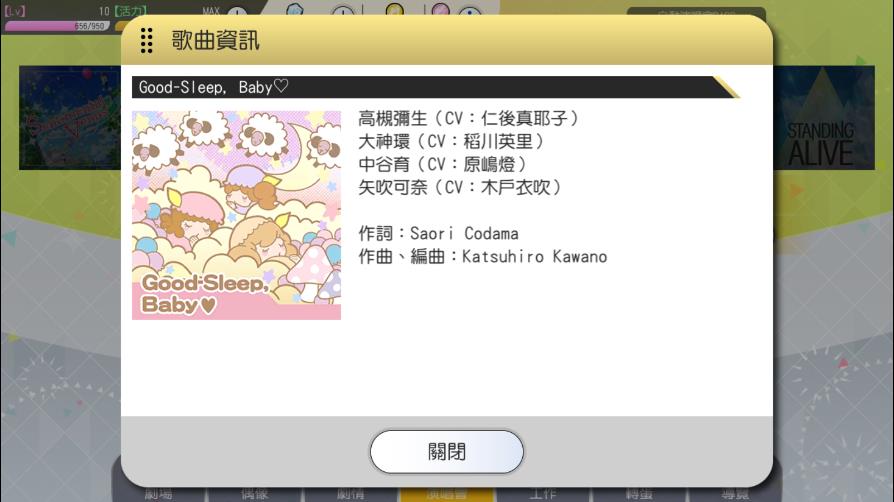 【Lv】 10【活力】 MAX
656/950
歌曲資訊
Good-Sleep, Baby♡
高槻彌生（CV：仁後真耶子）
大神環（CV：稻川英里）
中谷育（CV：原嶋燈）
矢吹可奈（CV：木戶衣吹）
作詞：Saori Codama
作曲、編曲：Katsuhiro Kawano
Good-Sleep,
Baby♥
STANDING
ALIVE
關閉
劇場 偶像 劇情 演唱會 工作 轉蛋 導覽